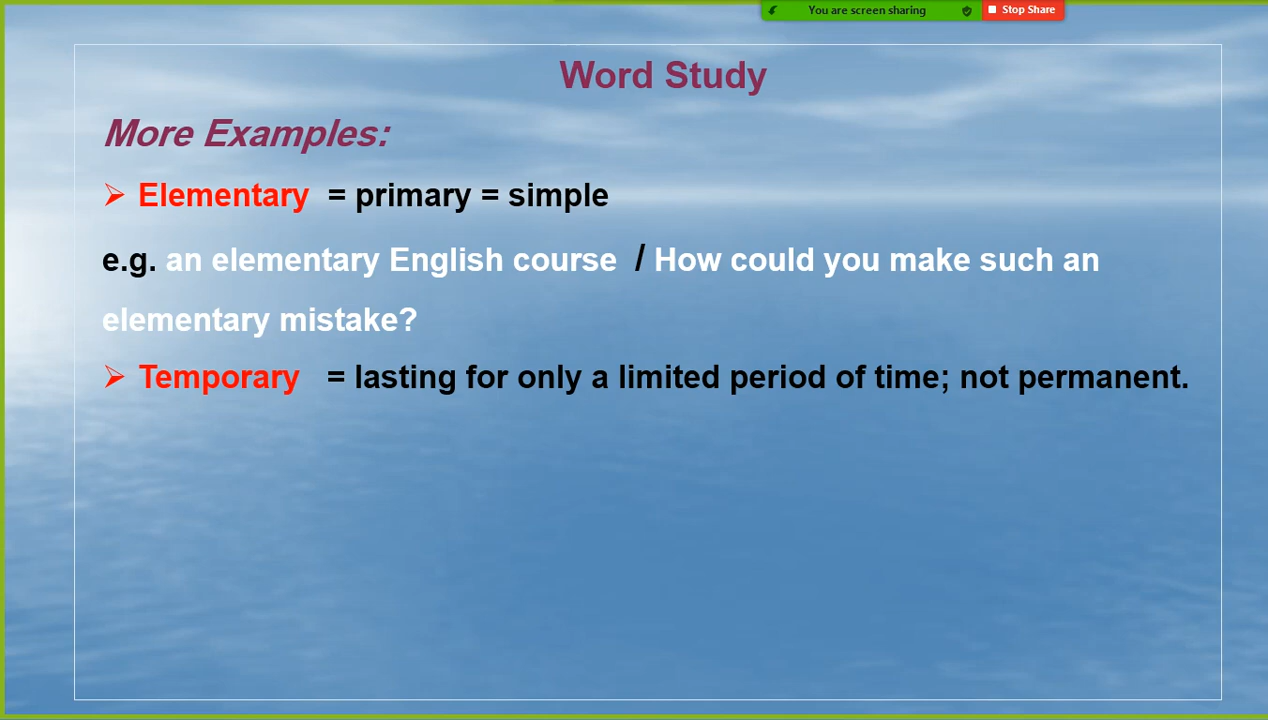 You are screen sharing Stop Share
Word Study
More Examples:
➢ Elementary = primary = simple
e.g. an elementary English course / How could you make such an
elementary mistake?
➢ Temporary = lasting for only a limited period of time; not permanent.